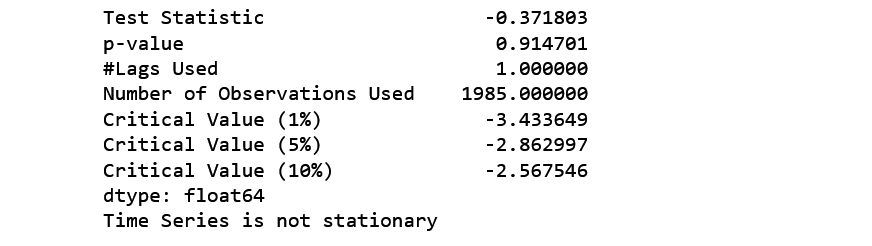 Test Statistic -0.371803
p-value 0.914701
#Lags Used 1.000000
Number of Observations Used 1985.000000
Critical Value (1%) -3.433649
Critical Value (5%) -2.862997
Critical Value (10%) -2.567546
dtype: float64
Time Series is not stationary